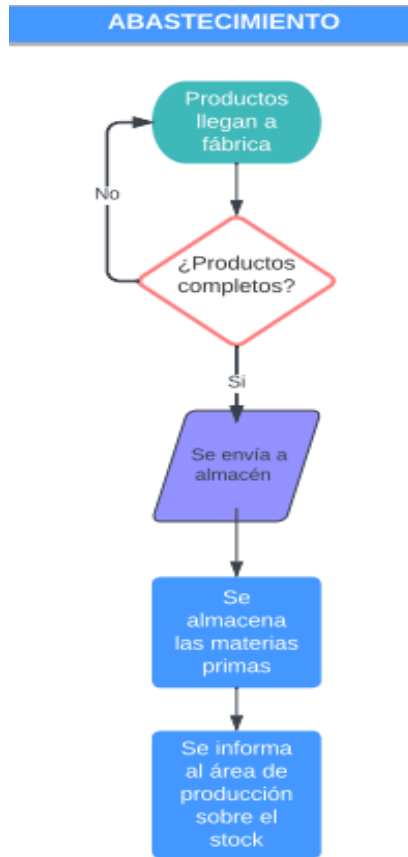 ABASTECIMIENTO
Productos
llegan a
fábrica
No
¿Productos
completos?
Si
Se envía a
almacén
Se
almacena
las materias
primas
Se informa
al área de
producción
sobre el
stock